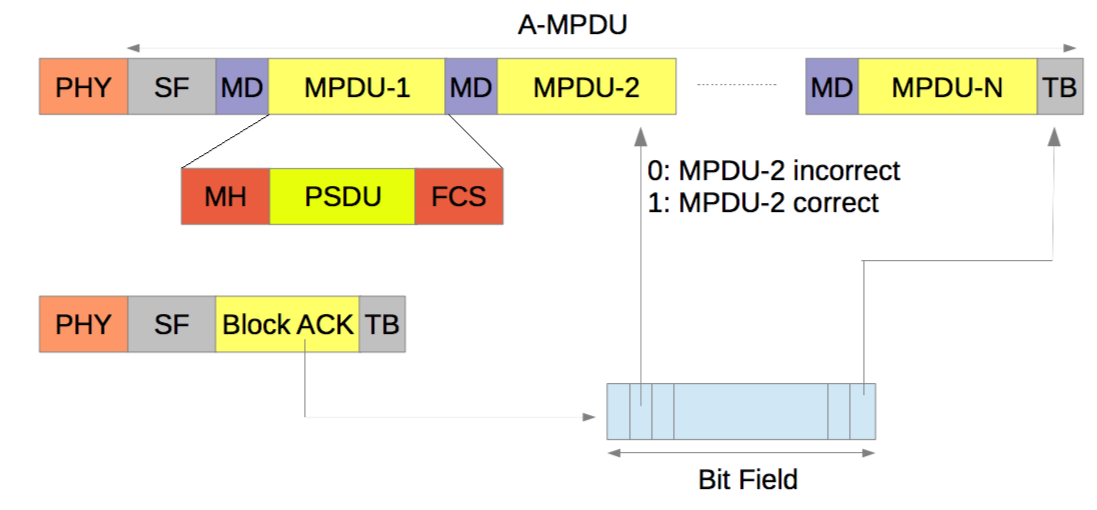 A-MPDU
PHY SF MD MPDU-1 MD MPDU-2 MD MPDU-N TB
MH PSDU FCS
0: MPDU-2 incorrect
1: MPDU-2 correct
PHY SF Block ACK TB
Bit Field